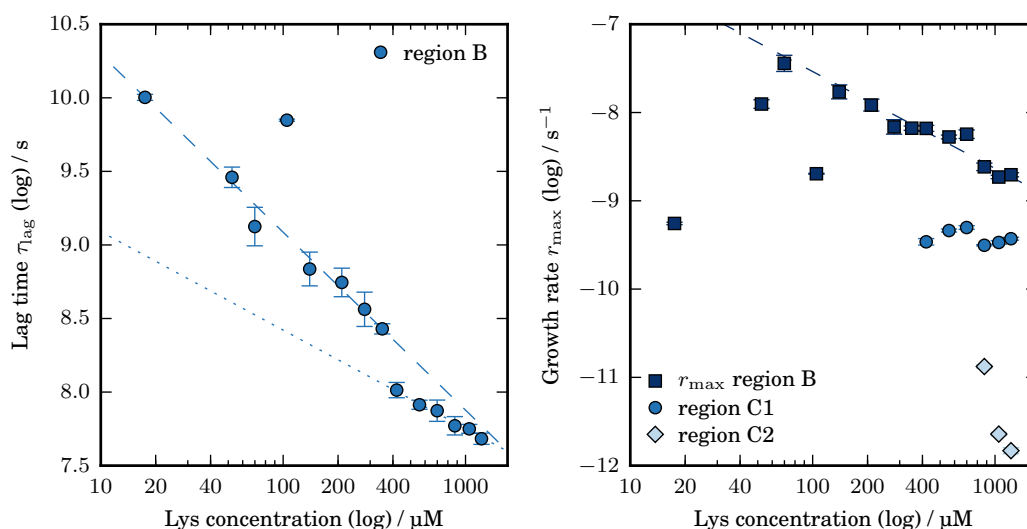 10.5
10.0
9.5
9.0
8.5
8.0
7.5
Lag time τlag (log) / s
region B
10 20 40 100 200 400 1000
Lys concentration (log) / μM
−7
−8
−9
−10
−11
−12
Growth rate rmax (log) / s−1
rmax region B
region C1
region C2
10 20 40 100 200 400 1000
Lys concentration (log) / μM